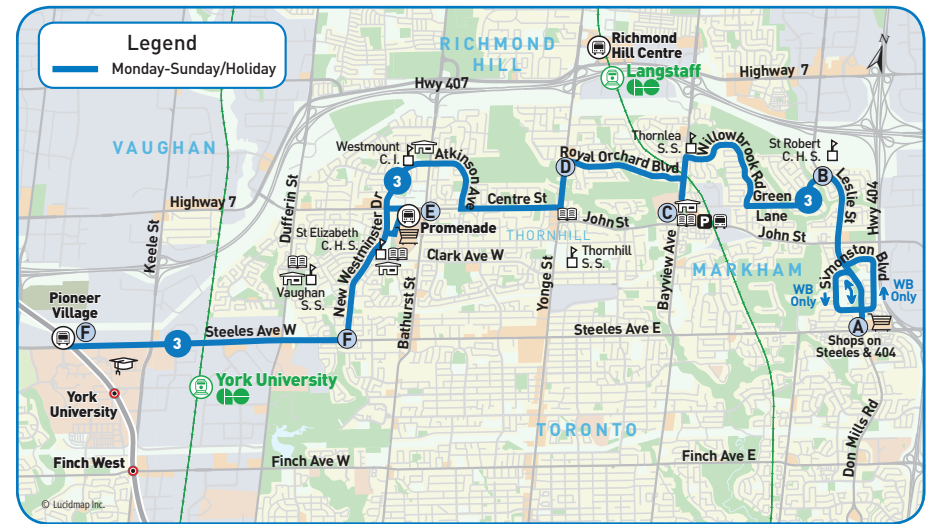 Legend
Monday-Sunday/Holiday
RICHMOND
HILL
Richmond
Hill Centre
Langstaff
GO
N
Highway 7
Hwy 407
VAUGHAN
Westmount
C. I.
3
Atkinson
Ave
Thornlea
S. S.
Willowbrook Rd
St Robert
C. H. S.
B
D
Royal Orchard Blvd
Green
Lane
3
Leslie St
Hwy 404
Highway 7
Keele St
Dufferin St
New Westminster Dr
E
Promenade
Centre St
John St
THORNHILL
C
P
John St
St Elizabeth
C. H. S.
Clark Ave W
Thornhill
S. S.
Vaughan
S. S.
Bathurst St
Yonge St
Bayview Ave
MARKHAM
Simonston
Blvd
WB
Only
WB
Only
Pioneer
Village
F
3
Steeles Ave W
F
Steeles Ave E
A
Shops on
Steeles & 404
York
University
York University
GO
TORONTO
Don Mills Rd
Finch West
Finch Ave W
Finch Ave E
© Lucidmap Inc.